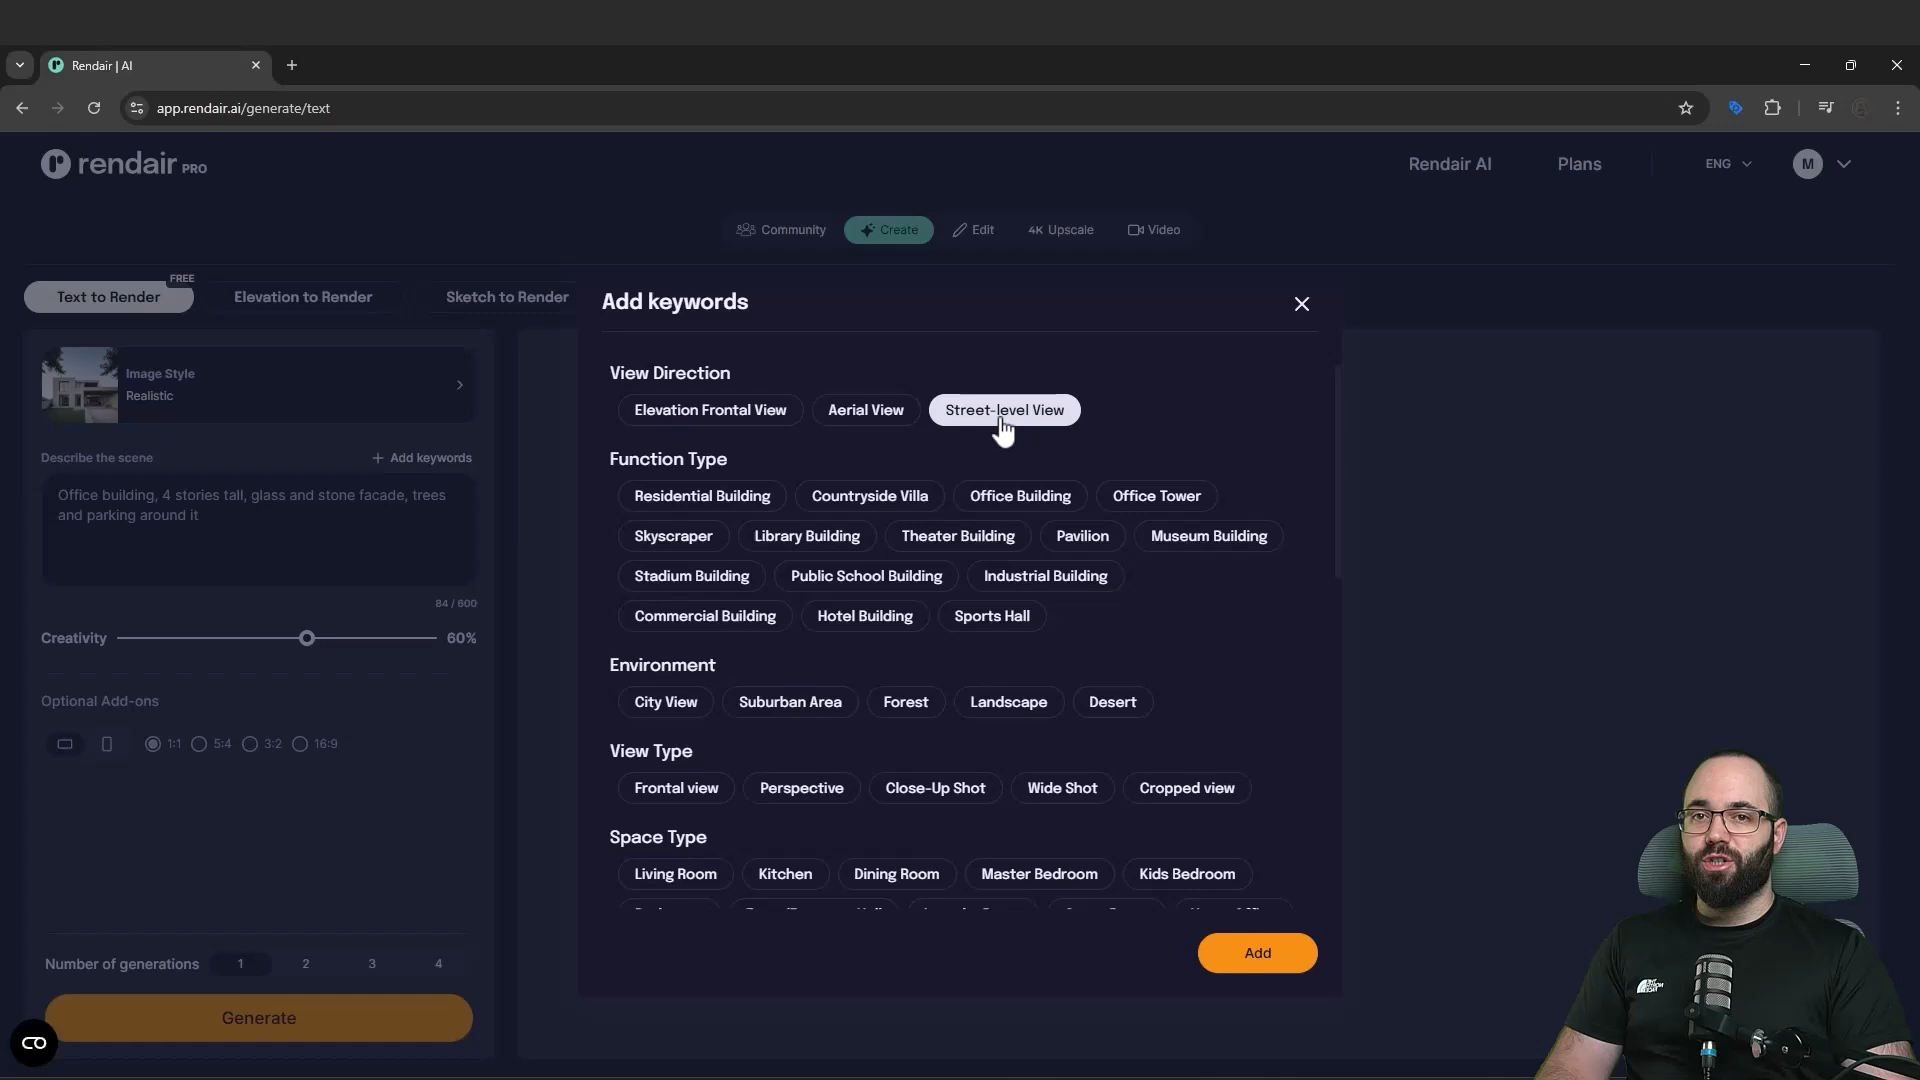 Rendair | AI
app.rendair.ai/generate/text
rendair PRO
Rendair AI
Plans
ENG
M
Community
Create
Edit
4K Upscale
Video
FREE
Text to Render
Elevation to Render
Sketch to Render
Image Style
Realistic
Describe the scene
+ Add keywords
Office building, 4 stories tall, glass and stone facade, trees
and parking around it
84 / 600
Creativity
60%
Optional Add-ons
1:1
5:4
3:2
16:9
Number of generations
1
2
3
4
Generate
Add keywords
View Direction
Elevation Frontal View
Aerial View
Street-level View
Function Type
Residential Building
Countryside Villa
Office Building
Office Tower
Skyscraper
Library Building
Theater Building
Pavilion
Museum Building
Stadium Building
Public School Building
Industrial Building
Commercial Building
Hotel Building
Sports Hall
Environment
City View
Suburban Area
Forest
Landscape
Desert
View Type
Frontal view
Perspective
Close-Up Shot
Wide Shot
Cropped view
Space Type
Living Room
Kitchen
Dining Room
Master Bedroom
Kids Bedroom
Add